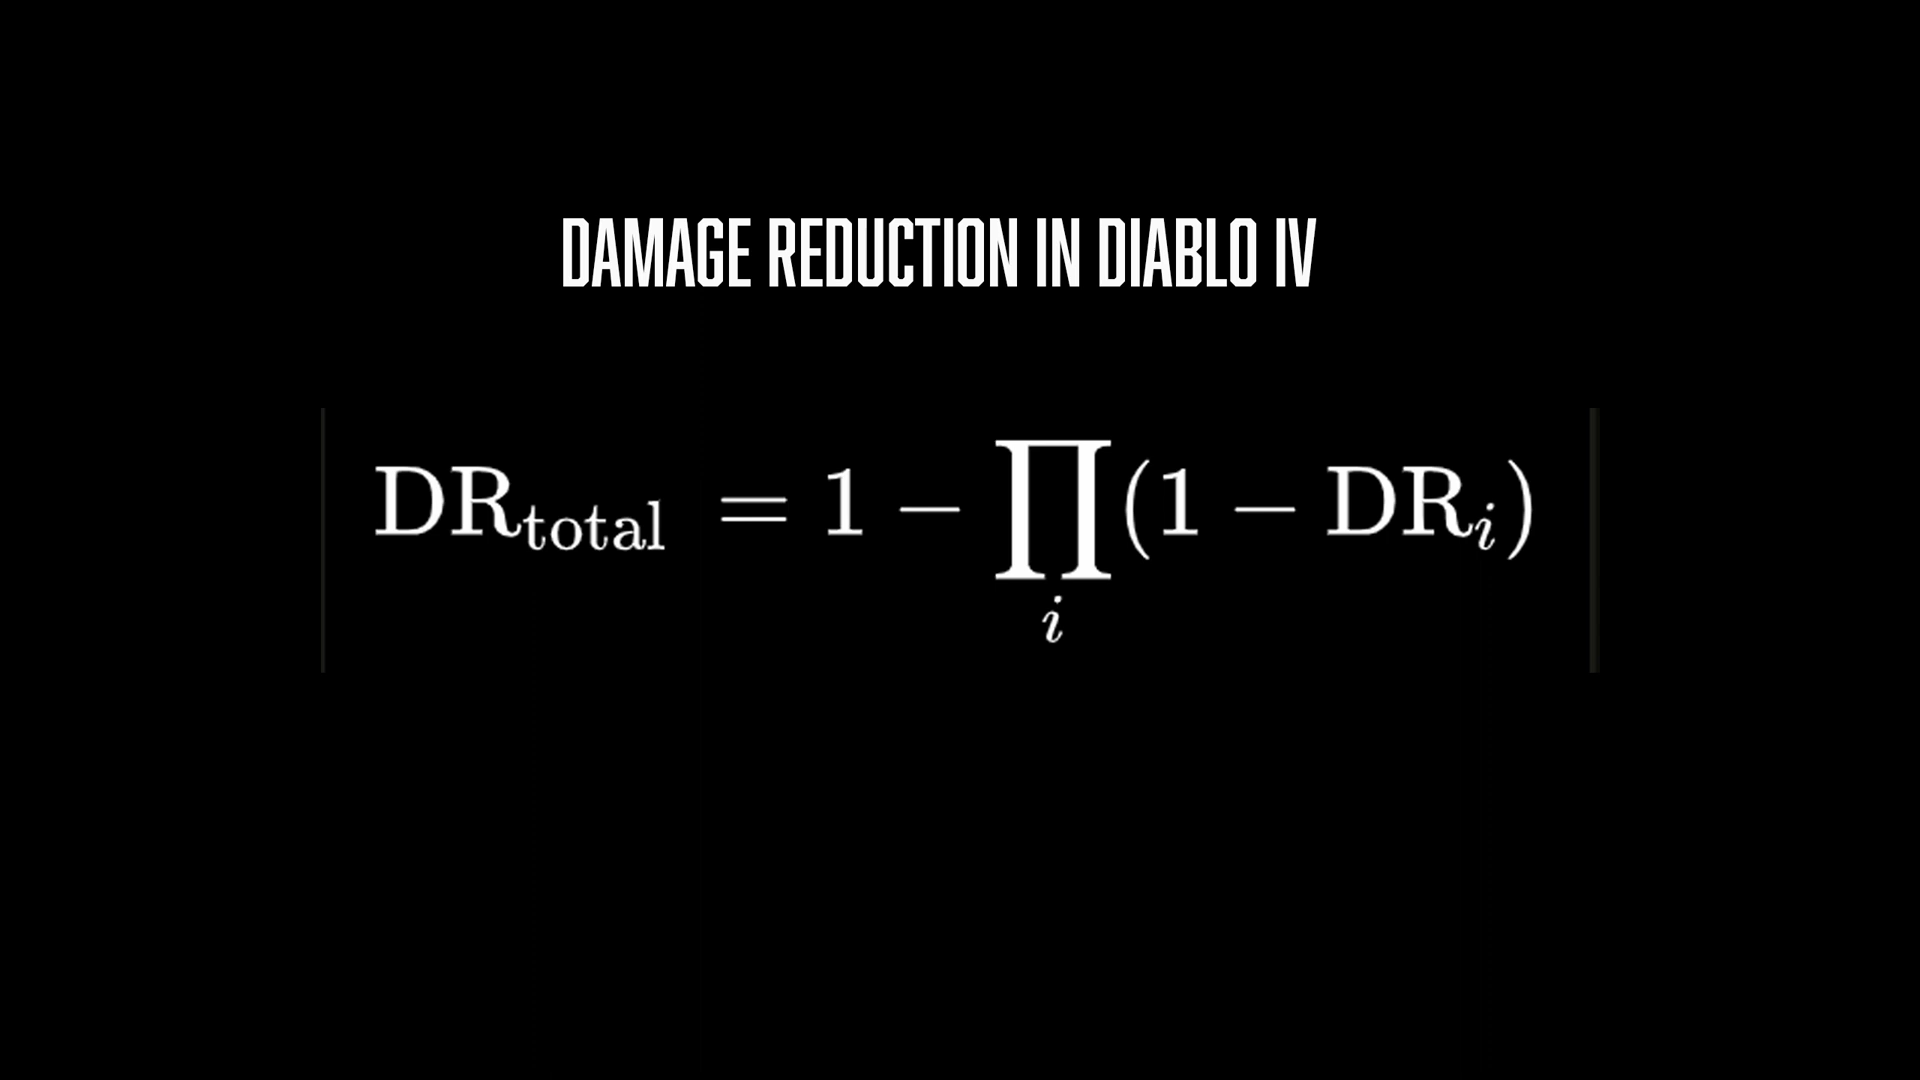 DAMAGE REDUCTION IN DIABLO IV
DR_total = 1 − ∏_i (1 − DR_i)